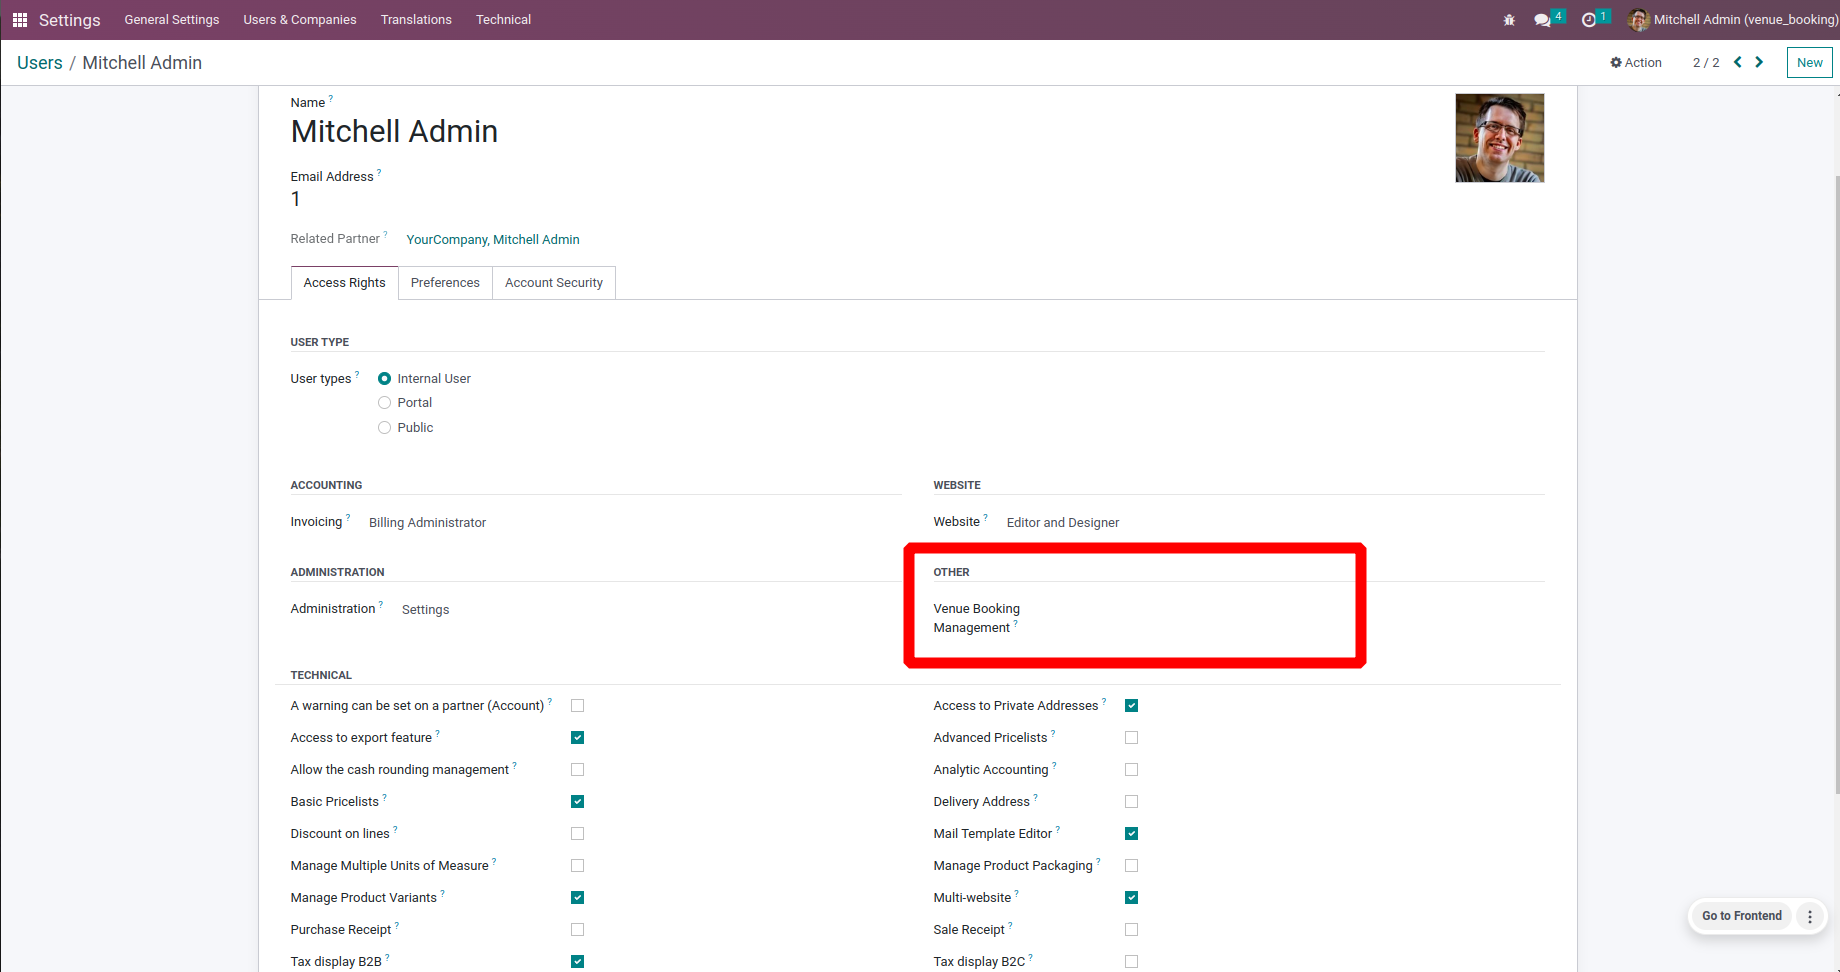 Settings General Settings Users & Companies Translations Technical 4 1 Mitchell Admin (venue_booking)
Users / Mitchell Admin Action 2 / 2 New
Name ?
Mitchell Admin
Email Address ?
1
Related Partner ? YourCompany, Mitchell Admin
Access Rights Preferences Account Security
USER TYPE
User types ? Internal User
Portal
Public
ACCOUNTING WEBSITE
Invoicing ? Billing Administrator Website ? Editor and Designer
ADMINISTRATION OTHER
Administration ? Settings Venue Booking
Management ?
TECHNICAL
A warning can be set on a partner (Account) ? Access to Private Addresses ?
Access to export feature ? Advanced Pricelists ?
Allow the cash rounding management ? Analytic Accounting ?
Basic Pricelists ? Delivery Address ?
Discount on lines ? Mail Template Editor ?
Manage Multiple Units of Measure ? Manage Product Packaging ?
Manage Product Variants ? Multi-website ?
Go to Frontend
Purchase Receipt ? Sale Receipt ?
Tax display B2B ? Tax display B2C ?